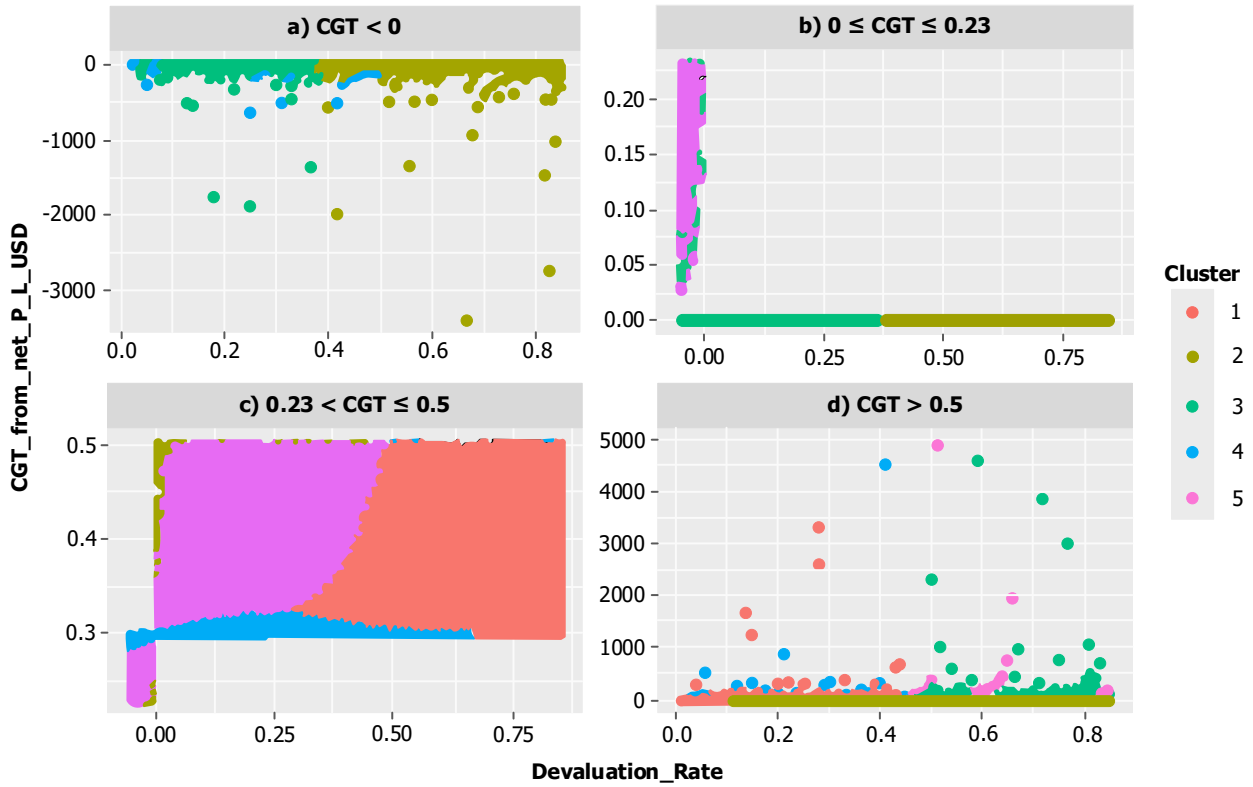 a) CGT < 0
0
-1000
-2000
-3000
0.0 0.2 0.4 0.6 0.8
b) 0 ≤ CGT ≤ 0.23
0.20
0.15
0.10
0.05
0.00
0.00 0.25 0.50 0.75
c) 0.23 < CGT ≤ 0.5
0.5
0.4
0.3
0.00 0.25 0.50 0.75
d) CGT > 0.5
5000
4000
3000
2000
1000
0
0.0 0.2 0.4 0.6 0.8
CGT_from_net_P_L_USD
Devaluation_Rate
Cluster
1
2
3
4
5